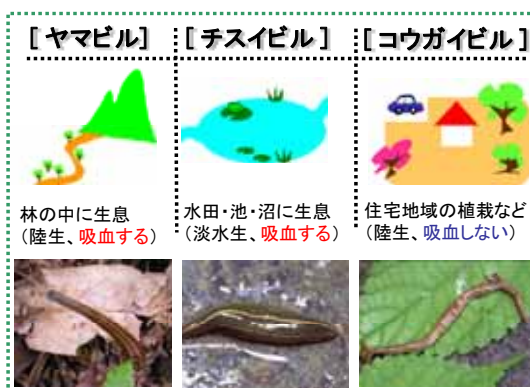 [ ヤマビル]
[ チスイビル ]
[ コウガイビル ]
林の中に生息
(陸生、吸血する)
水田・池・沼に生息
(淡水生、吸血する)
住宅地域の植栽など
(陸生、吸血しない)